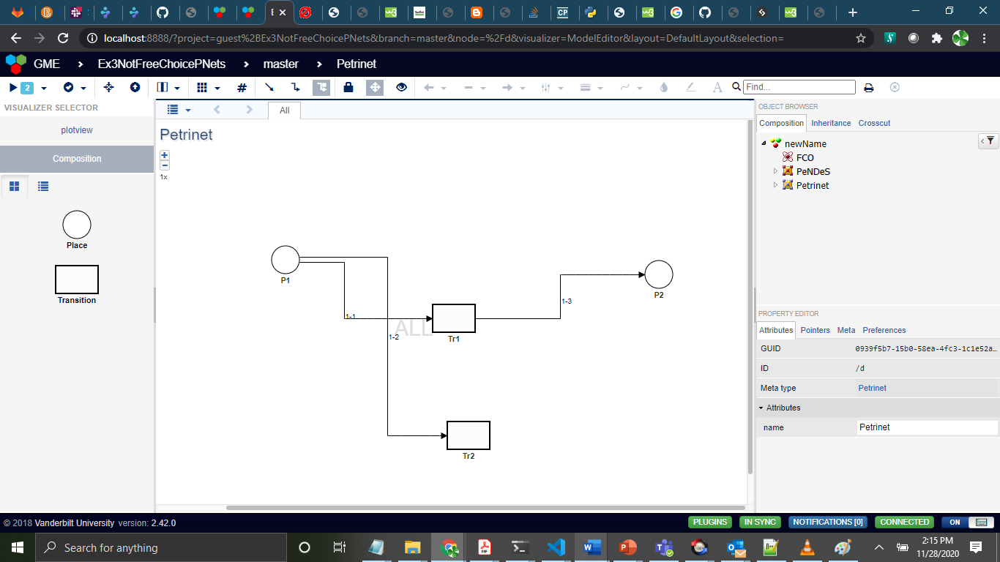 localhost:8888/?project=guest%2BEx3NotFreeChoicePNets&branch=master&node=%2Fd&visualizer=ModelEditor&layout=DefaultLayout&selection=
GME › Ex3NotFreeChoicePNets › master › Petrinet
2
Find...
VISUALIZER SELECTOR
plotview
Composition
Place
Transition
All
Petrinet
+
−
1x
P1
P2
1-3
1-1
ALL
1-2
Tr1
Tr2
OBJECT BROWSER
Composition Inheritance Crosscut
newName
FCO
PeNDeS
Petrinet
PROPERTY EDITOR
Attributes Pointers Meta Preferences
GUID 0939f5b7-15b0-58ea-4fc3-1c1e52a…
ID /d
Meta type Petrinet
Attributes
name Petrinet
© 2018 Vanderbilt University version: 2.42.0
PLUGINS IN SYNC NOTIFICATIONS [0] CONNECTED ON
Search for anything
2:15 PM
11/28/2020